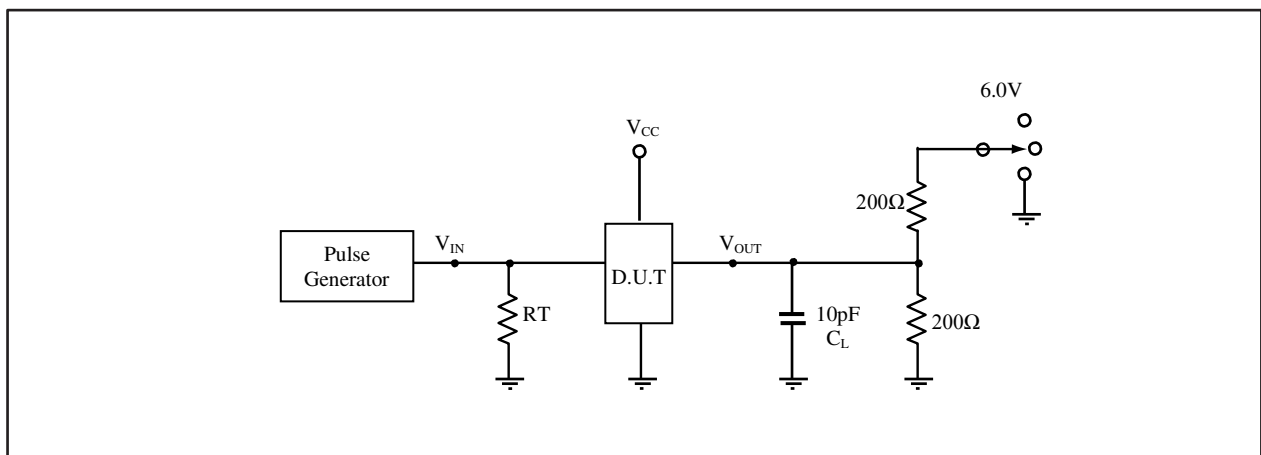 6.0V
VCC
200Ω
Pulse
Generator
VIN
D.U.T
VOUT
RT
10pF
CL
200Ω